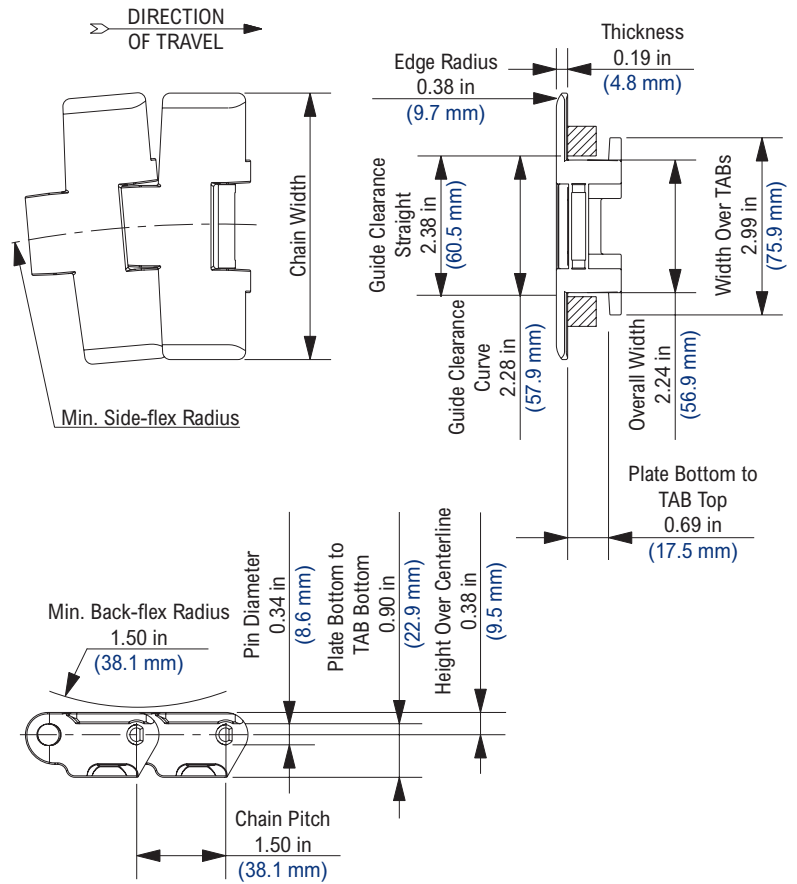 DIRECTION
OF TRAVEL
Chain Width
Min. Side-flex Radius
Thickness
0.19 in
(4.8 mm)
Edge Radius
0.38 in
(9.7 mm)
Guide Clearance
Straight
2.38 in
(60.5 mm)
Guide Clearance
Curve
2.28 in
(57.9 mm)
Width Over TABs
2.99 in
(75.9 mm)
Overall Width
2.24 in
(56.9 mm)
Plate Bottom to
TAB Top
0.69 in
(17.5 mm)
Min. Back-flex Radius
1.50 in
(38.1 mm)
Pin Diameter
0.34 in
(8.6 mm)
Plate Bottom to
TAB Bottom
0.90 in
(22.9 mm)
Height Over Centerline
0.38 in
(9.5 mm)
Chain Pitch
1.50 in
(38.1 mm)